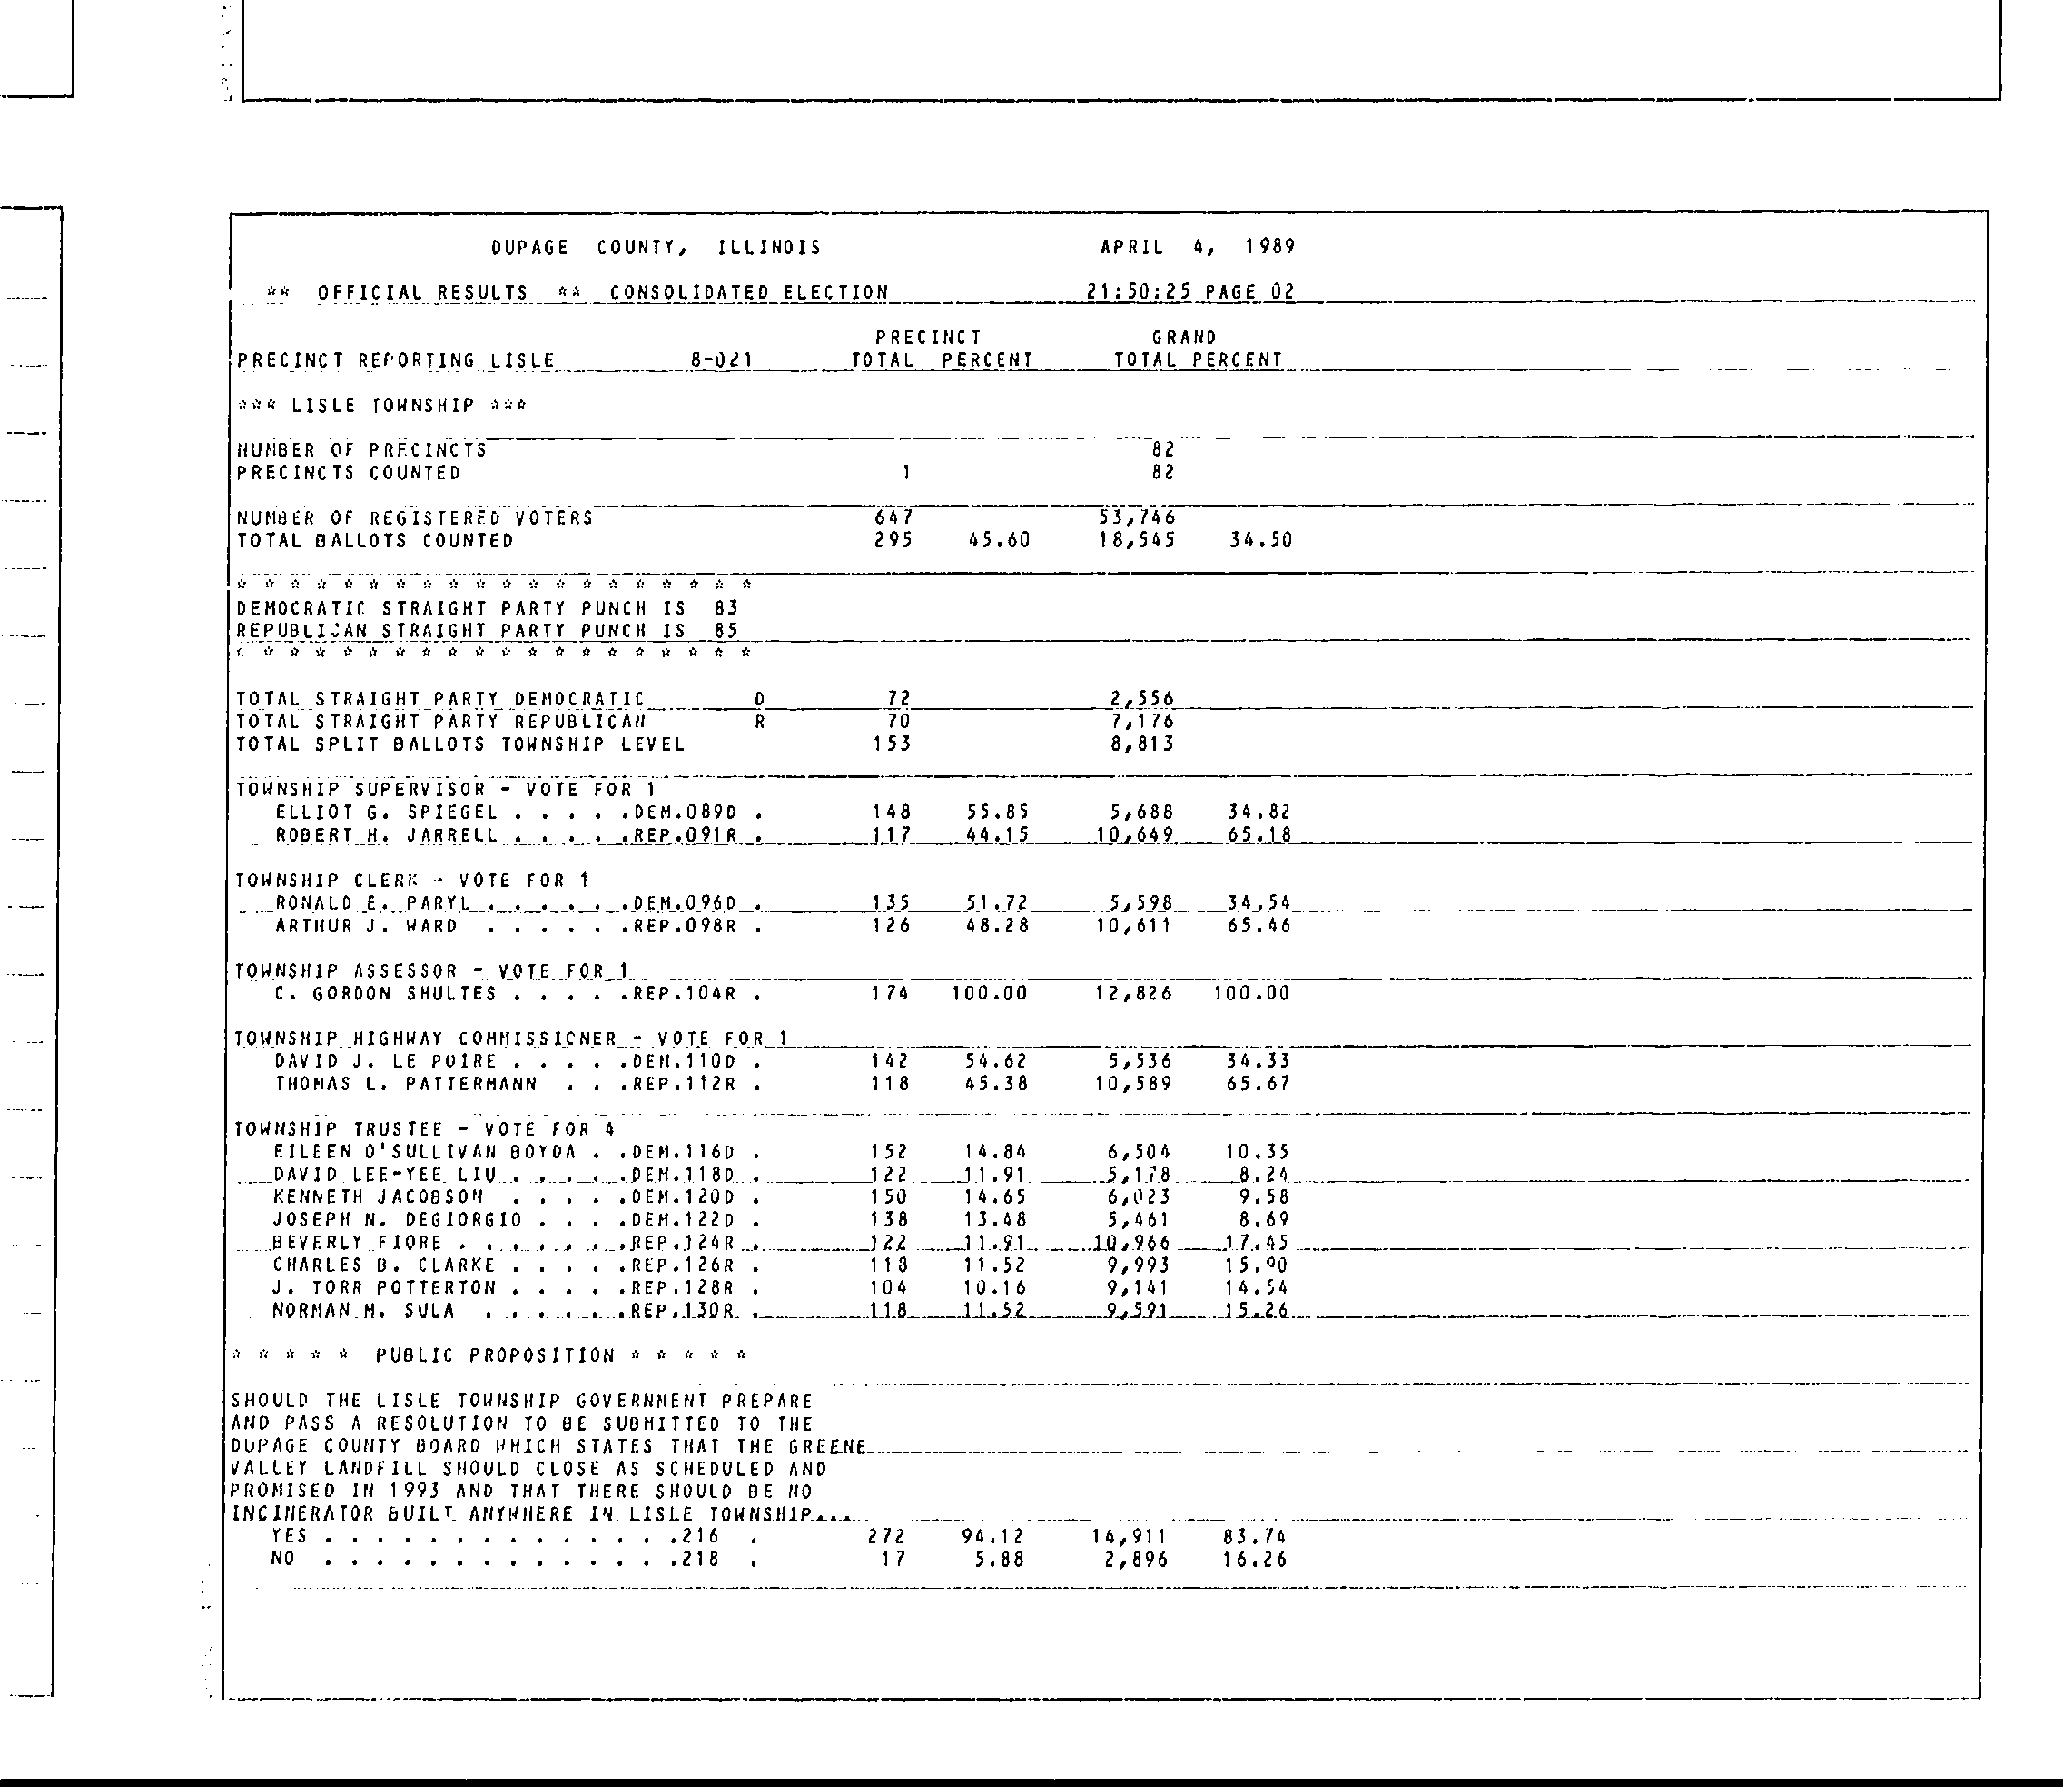 DUPAGE COUNTY, ILLINOIS APRIL 4, 1989
** OFFICIAL RESULTS ** CONSOLIDATED ELECTION 21:50:25 PAGE 02
PRECINCT GRAND
PRECINCT REPORTING LISLE 8-021 TOTAL PERCENT TOTAL PERCENT
*** LISLE TOWNSHIP ***
NUMBER OF PRECINCTS 82
PRECINCTS COUNTED 1 82
NUMBER OF REGISTERED VOTERS 647 53,746
TOTAL BALLOTS COUNTED 295 45.60 18,545 34.50
* * * * * * * * * * * * * * * * * * * *
DEMOCRATIC STRAIGHT PARTY PUNCH IS 83
REPUBLICAN STRAIGHT PARTY PUNCH IS 85
* * * * * * * * * * * * * * * * * * * *
TOTAL STRAIGHT PARTY DEMOCRATIC D 72 2,556
TOTAL STRAIGHT PARTY REPUBLICAN R 70 7,176
TOTAL SPLIT BALLOTS TOWNSHIP LEVEL 153 8,813
TOWNSHIP SUPERVISOR - VOTE FOR 1
ELLIOT G. SPIEGEL . . . . .DEM.089D . 148 55.85 5,688 34.82
ROBERT H. JARRELL . . . . .REP.091R . 117 44.15 10,649 65.18
TOWNSHIP CLERK - VOTE FOR 1
RONALD E. PARYL . . . . . .DEM.096D . 135 51.72 5,598 34.54
ARTHUR J. WARD . . . . . .REP.098R . 126 48.28 10,611 65.46
TOWNSHIP ASSESSOR - VOTE FOR 1
C. GORDON SHULTES . . . . .REP.104R . 174 100.00 12,826 100.00
TOWNSHIP HIGHWAY COMMISSICNER - VOTE FOR 1
DAVID J. LE POIRE . . . . .DEM.110D . 142 54.62 5,536 34.33
THOMAS L. PATTERMANN . . .REP.112R . 118 45.38 10,589 65.67
TOWNSHIP TRUSTEE - VOTE FOR 4
EILEEN O'SULLIVAN BOYDA . .DEM.116D . 152 14.84 6,504 10.35
DAVID LEE-YEE LIU . . . . .DEM.118D . 122 11.91 5,178 8.24
KENNETH JACOBSON . . . . .DEM.120D . 150 14.65 6,023 9.58
JOSEPH N. DEGIORGIO . . . .DEM.122D . 138 13.48 5,461 8.69
BEVERLY FIORE . . . . . . .REP.124R . 122 11.91 10,966 17.45
CHARLES B. CLARKE . . . . .REP.126R . 118 11.52 9,993 15.90
J. TORR POTTERTON . . . . .REP.128R . 104 10.16 9,141 14.54
NORMAN M. SULA . . . . . .REP.130R . 118 11.52 9,591 15.26
* * * * * PUBLIC PROPOSITION * * * * *
SHOULD THE LISLE TOWNSHIP GOVERNMENT PREPARE
AND PASS A RESOLUTION TO BE SUBMITTED TO THE
DUPAGE COUNTY BOARD WHICH STATES THAT THE GREENE
VALLEY LANDFILL SHOULD CLOSE AS SCHEDULED AND
PROMISED IN 1993 AND THAT THERE SHOULD BE NO
INCINERATOR BUILT ANYWHERE IN LISLE TOWNSHIP....
YES . . . . . . . . . . . . . .216 . 272 94.12 14,911 83.74
NO . . . . . . . . . . . . . .218 . 17 5.88 2,896 16.26